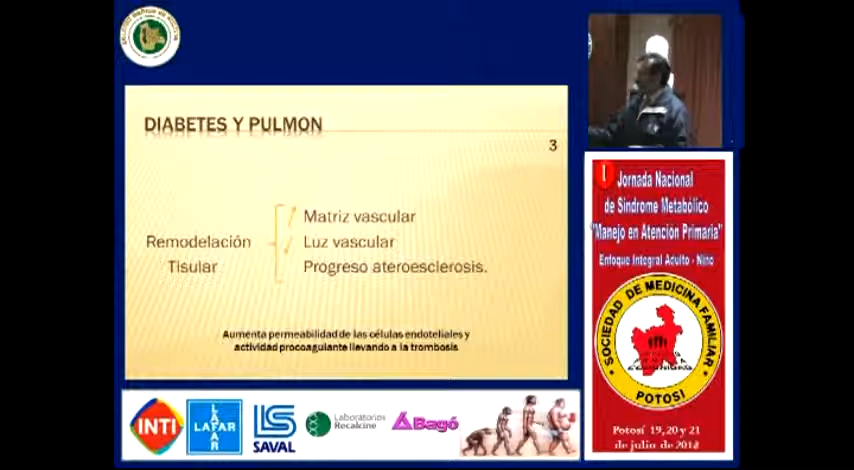 DIABETES Y PULMON
3
Remodelación
Tisular
Matriz vascular
Luz vascular
Progreso ateroesclerosis.
Aumenta permeabilidad de las células endoteliales y
actividad procoagulante llevando a la trombosis
I Jornada Nacional
de Síndrome Metabólico
"Manejo en Atención Primaria"
Enfoque Integral Adulto - Niño
SOCIEDAD DE MEDICINA FAMILIAR
POTOSI
Potosí 19, 20 y 21
de julio de 2012
INTI
LAFAR
LAFAR
LS
SAVAL
Laboratorios
Recalcine
Bagó